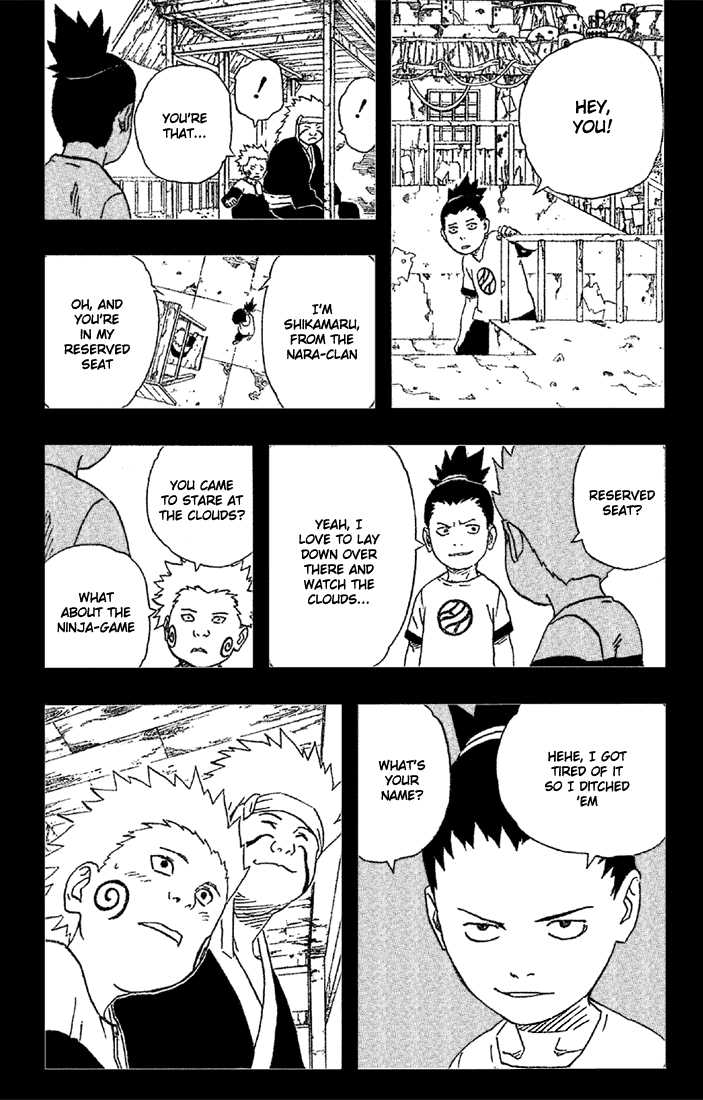 HEY,
YOU!
!
!
YOU'RE
THAT...
I'M
SHIKAMARU,
FROM THE
NARA-CLAN
OH, AND
YOU'RE
IN MY
RESERVED
SEAT
RESERVED
SEAT?
YEAH, I
LOVE TO LAY
DOWN OVER
THERE AND
WATCH THE
CLOUDS...
YOU CAME
TO STARE AT
THE CLOUDS?
WHAT
ABOUT THE
NINJA-GAME
HEHE, I GOT
TIRED OF IT
SO I DITCHED
'EM
WHAT'S
YOUR
NAME?